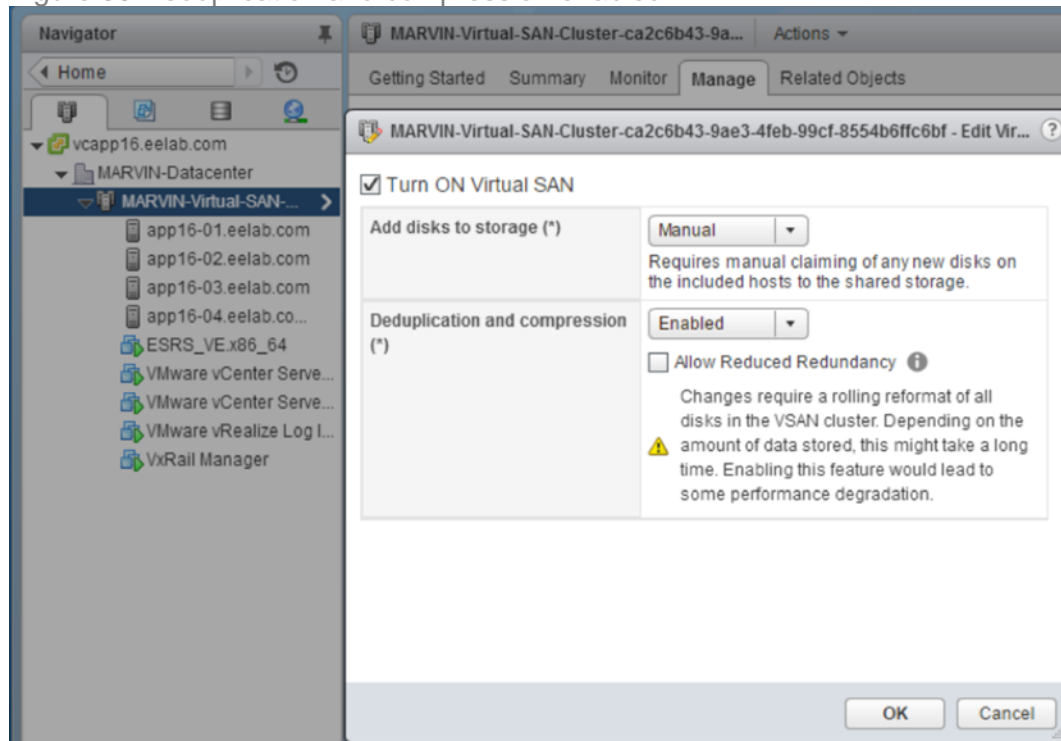 Navigator
Home
vcapp16.eelab.com
MARVIN-Datacenter
MARVIN-Virtual-SAN-...
app16-01.eelab.com
app16-02.eelab.com
app16-03.eelab.com
app16-04.eelab.co...
ESRS_VE.x86_64
VMware vCenter Serve...
VMware vCenter Serve...
VMware vRealize Log I...
VxRail Manager
MARVIN-Virtual-SAN-Cluster-ca2c6b43-9a... Actions
Getting Started Summary Monitor Manage Related Objects
MARVIN-Virtual-SAN-Cluster-ca2c6b43-9ae3-4feb-99cf-8554b6ffc6bf - Edit Vir... ?
Turn ON Virtual SAN
Add disks to storage (*) Manual
Requires manual claiming of any new disks on
the included hosts to the shared storage.
Deduplication and compression Enabled
(*)
Allow Reduced Redundancy
Changes require a rolling reformat of all
disks in the VSAN cluster. Depending on the
amount of data stored, this might take a long
time. Enabling this feature would lead to
some performance degradation.
OK Cancel